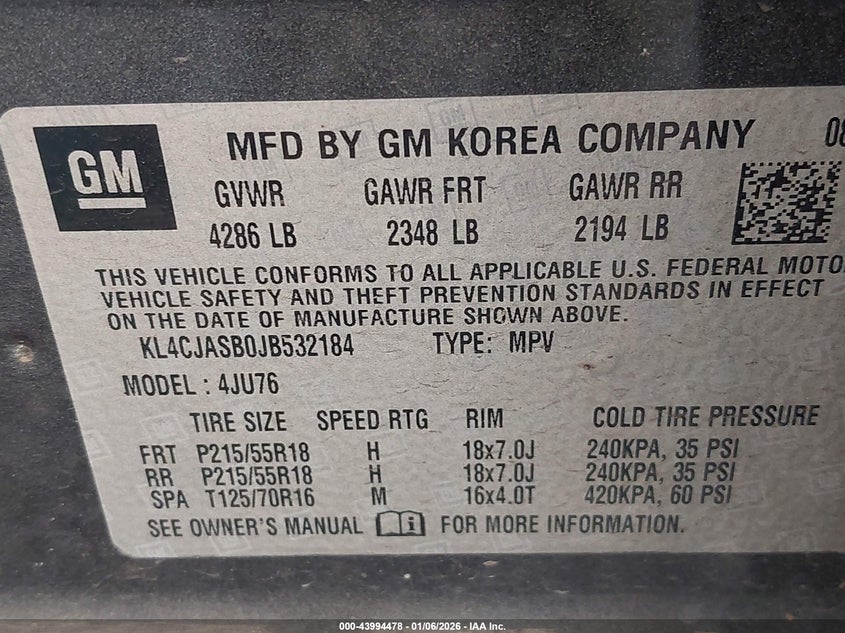 GM
MFD BY GM KOREA COMPANY 08
GVWR GAWR FRT GAWR RR
4286 LB 2348 LB 2194 LB
THIS VEHICLE CONFORMS TO ALL APPLICABLE U.S. FEDERAL MOTO
VEHICLE SAFETY AND THEFT PREVENTION STANDARDS IN EFFECT
ON THE DATE OF MANUFACTURE SHOWN ABOVE.
KL4CJASB0JB532184 TYPE: MPV
MODEL : 4JU76
TIRE SIZE SPEED RTG RIM COLD TIRE PRESSURE
FRT P215/55R18 H 18x7.0J 240KPA, 35 PSI
RR P215/55R18 H 18x7.0J 240KPA, 35 PSI
SPA T125/70R16 M 16x4.0T 420KPA, 60 PSI
SEE OWNER'S MANUAL FOR MORE INFORMATION.
000-43994478 - 01/06/2026 - IAA Inc.